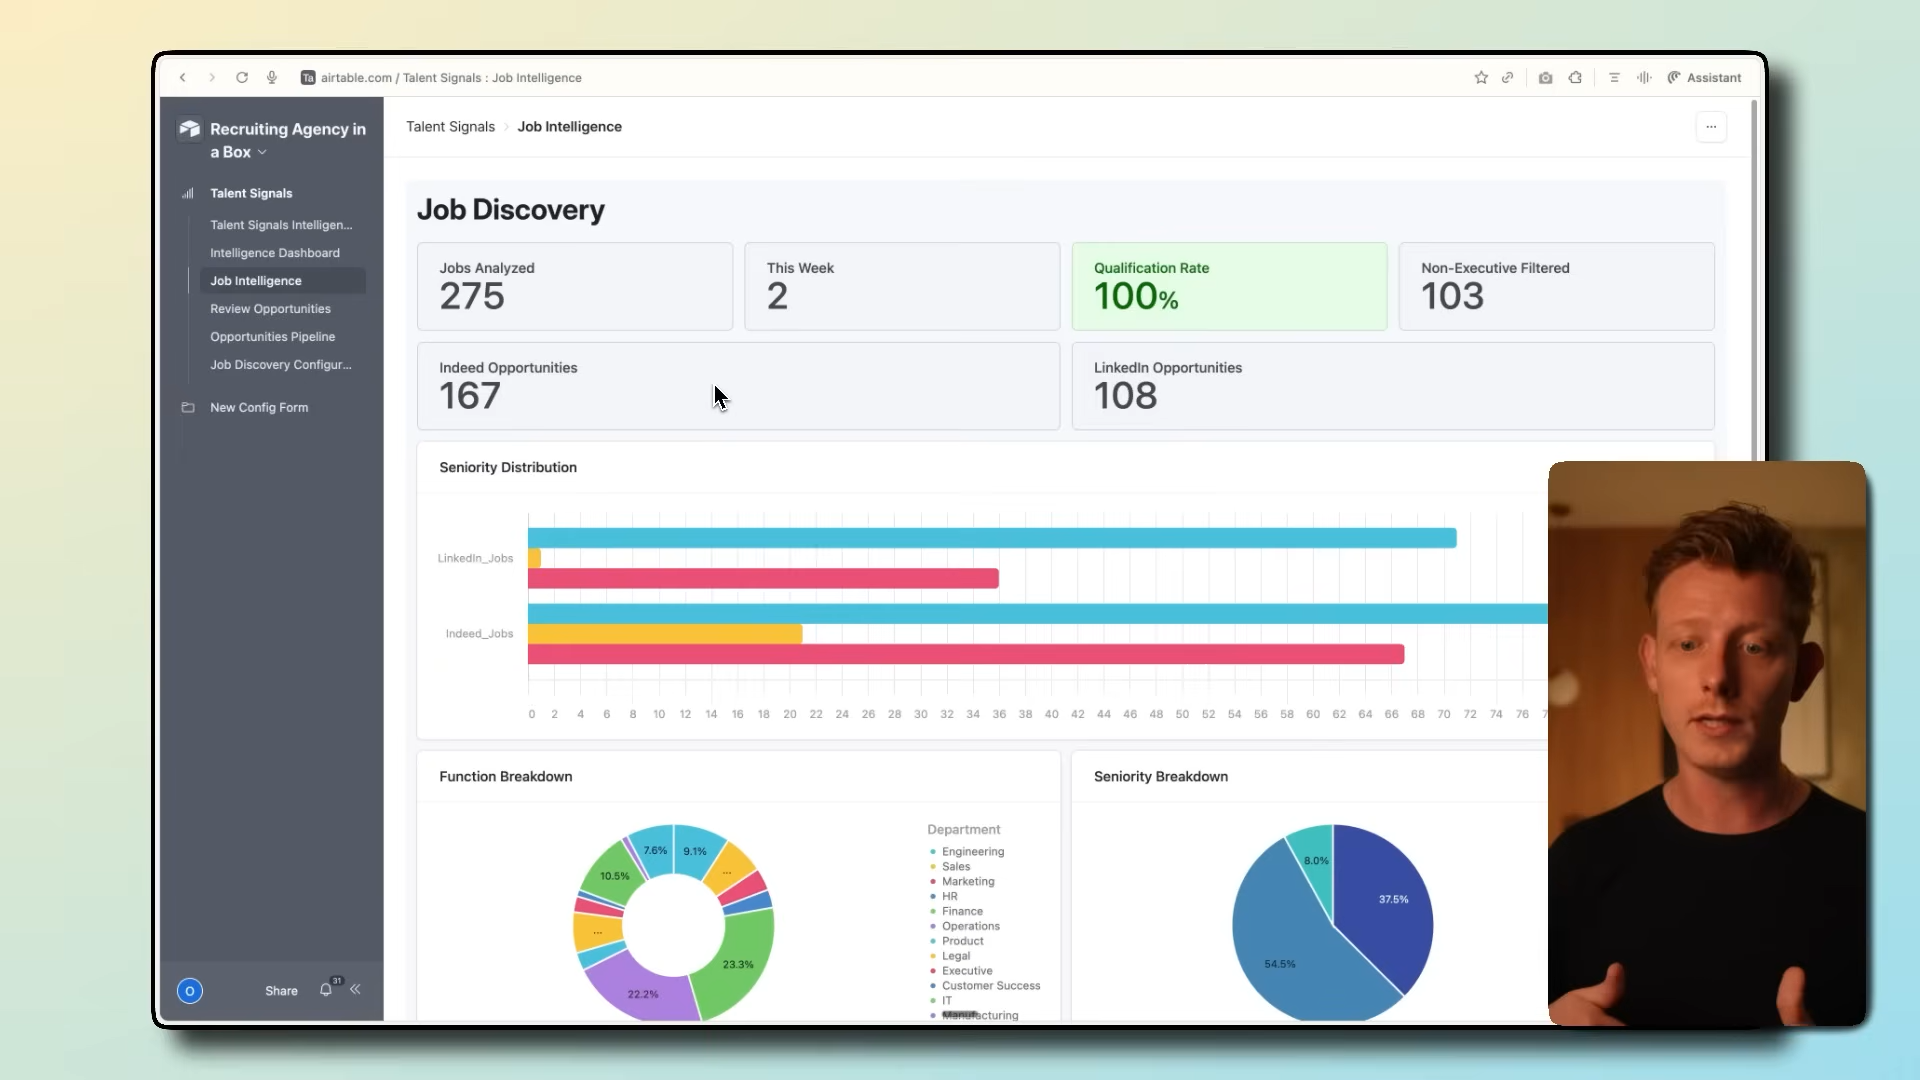 Ta airtable.com / Talent Signals : Job Intelligence
Assistant
Recruiting Agency in
a Box
Talent Signals
Talent Signals Intelligen...
Intelligence Dashboard
Job Intelligence
Review Opportunities
Opportunities Pipeline
Job Discovery Configur...
New Config Form
O
Share
31
Talent Signals > Job Intelligence
Job Discovery
Jobs Analyzed
275
This Week
2
Qualification Rate
100%
Non-Executive Filtered
103
Indeed Opportunities
167
LinkedIn Opportunities
108
Seniority Distribution
LinkedIn_Jobs
Indeed_Jobs
0 2 4 6 8 10 12 14 16 18 20 22 24 26 28 30 32 34 36 38 40 42 44 46 48 50 52 54 56 58 60 62 64 66 68 70 72 74 76
Function Breakdown
7.6%
9.1%
...
10.5%
...
23.3%
22.2%
Department
Engineering
Sales
Marketing
HR
Finance
Operations
Product
Legal
Executive
Customer Success
IT
Manufacturing
Seniority Breakdown
8.0%
37.5%
54.5%